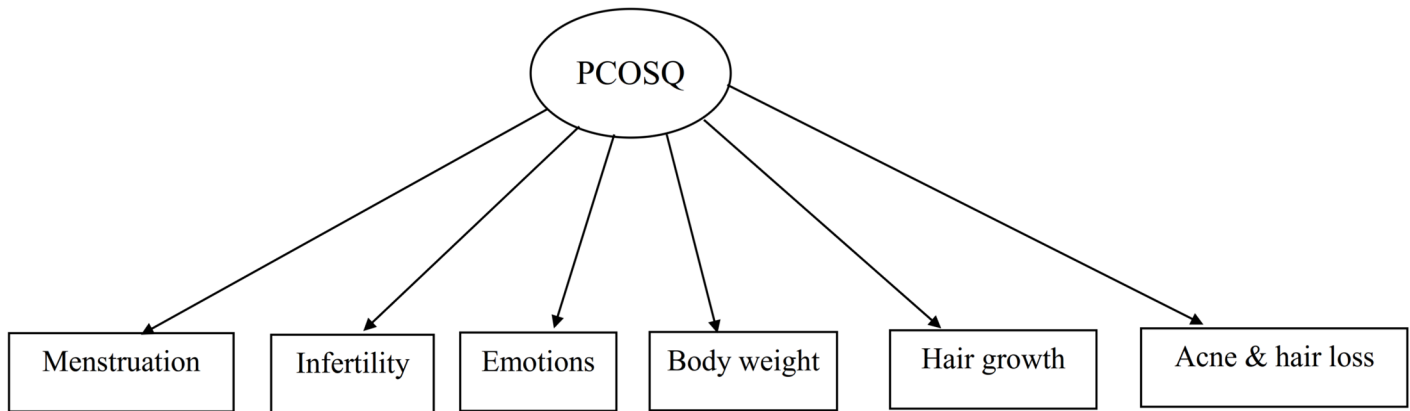 PCOSQ
Menstruation
Infertility
Emotions
Body weight
Hair growth
Acne & hair loss